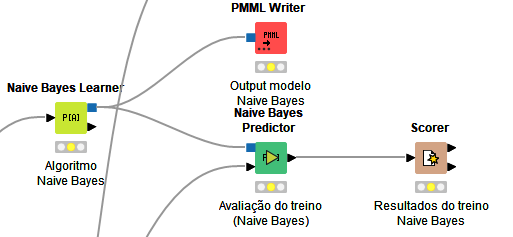 PMML Writer
PMML
Output modelo
Naive Bayes
Naive Bayes Learner
P[A]
Algoritmo
Naive Bayes
Naive Bayes
Predictor
Avaliação do treino
(Naive Bayes)
Scorer
Resultados do treino
Naive Bayes